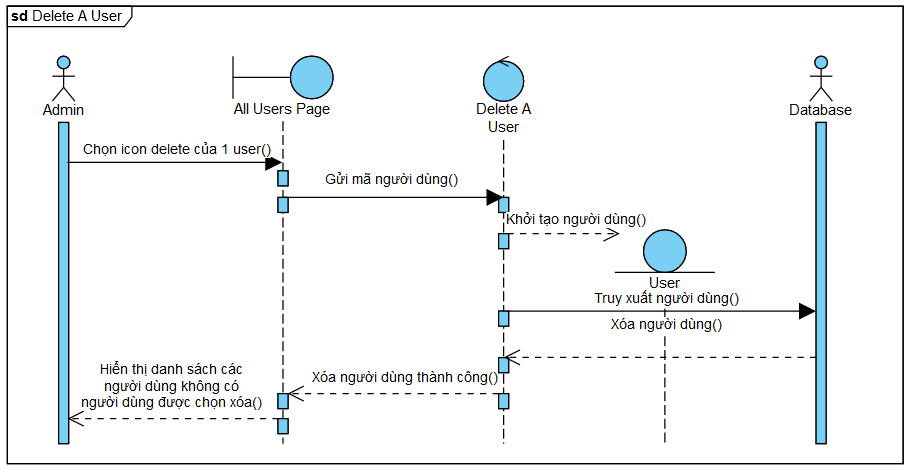 sd Delete A User
Admin
All Users Page
Delete A
User
Database
Chọn icon delete của 1 user()
Gửi mã người dùng()
Khởi tạo người dùng()
User
Truy xuất người dùng()
Xóa người dùng()
Xóa người dùng thành công()
Hiển thị danh sách các
người dùng không có
người dùng được chọn xóa()